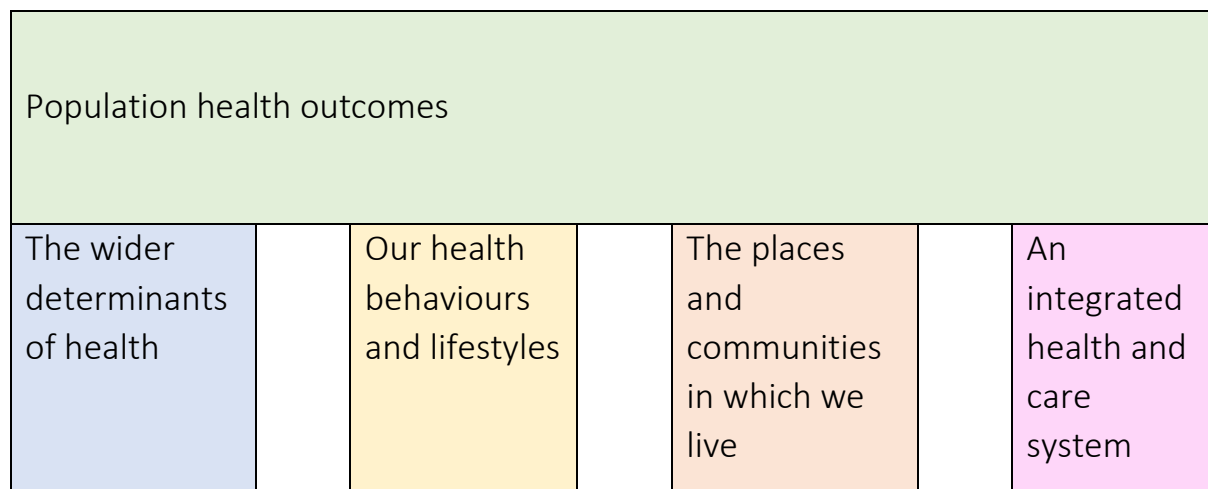 Population health outcomes
The wider
determinants
of health
Our health
behaviours
and lifestyles
The places
and
communities
in which we
live
An
integrated
health and
care
system